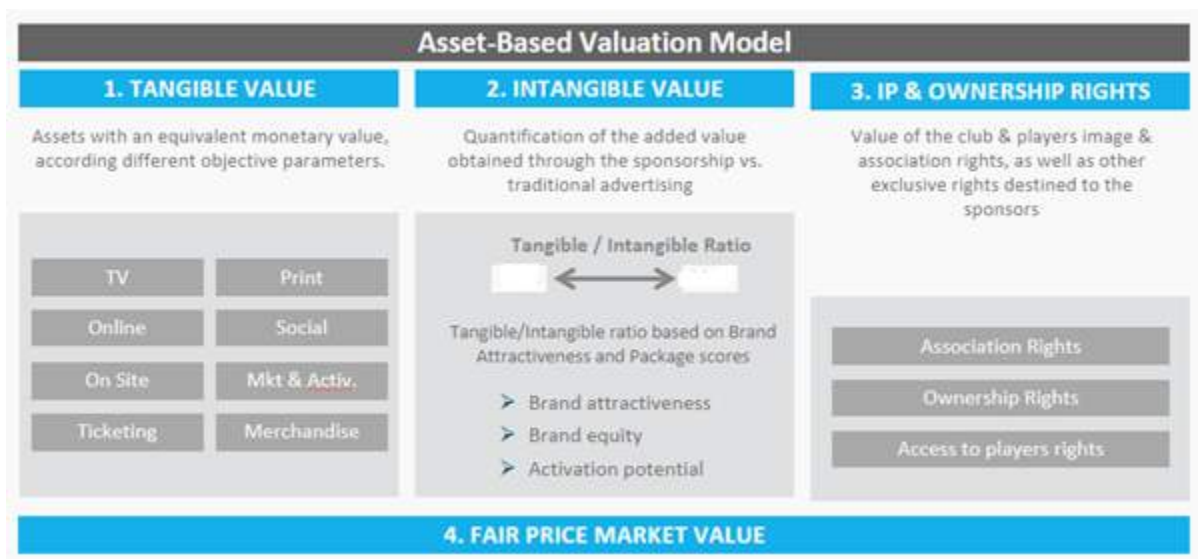 Asset-Based Valuation Model
1. TANGIBLE VALUE
Assets with an equivalent monetary value,
according different objective parameters.
TV
Print
Online
Social
On Site
Mkt & Activ.
Ticketing
Merchandise
2. INTANGIBLE VALUE
Quantification of the added value
obtained through the sponsorship vs.
traditional advertising
Tangible / Intangible Ratio
Tangible/Intangible ratio based on Brand
Attractiveness and Package scores
Brand attractiveness
Brand equity
Activation potential
3. IP & OWNERSHIP RIGHTS
Value of the club & players image &
association rights, as well as other
exclusive rights destined to the
sponsors
Association Rights
Ownership Rights
Access to players rights
4. FAIR PRICE MARKET VALUE